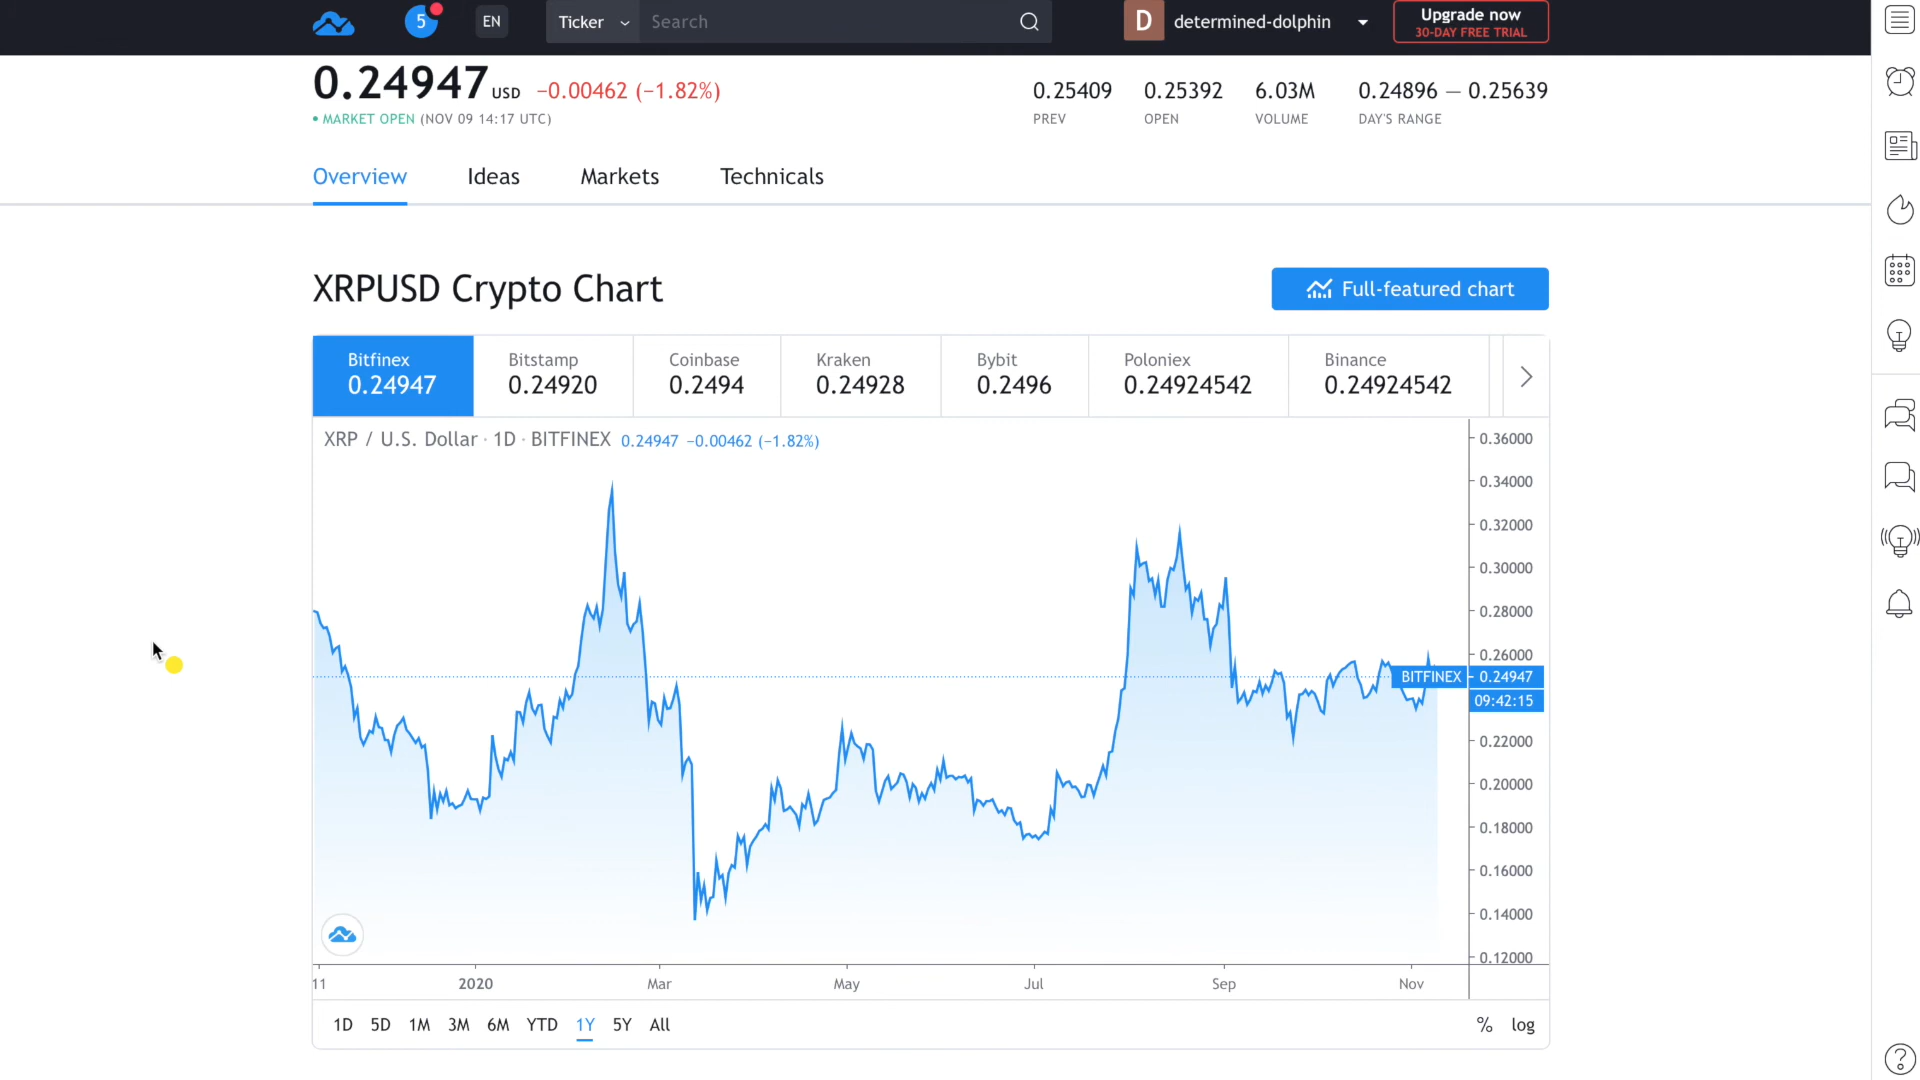 5 EN Ticker Search D determined-dolphin Upgrade now
30-DAY FREE TRIAL
0.24947 USD −0.00462 (−1.82%) 0.25409 0.25392 6.03M 0.24896 — 0.25639
• MARKET OPEN (NOV 09 14:17 UTC) PREV OPEN VOLUME DAY'S RANGE
Overview Ideas Markets Technicals
XRPUSD Crypto Chart Full-featured chart
Bitfinex Bitstamp Coinbase Kraken Bybit Poloniex Binance
0.24947 0.24920 0.2494 0.24928 0.2496 0.24924542 0.24924542
XRP / U.S. Dollar · 1D · BITFINEX 0.24947 −0.00462 (−1.82%)
0.36000
0.34000
0.32000
0.30000
0.28000
0.26000
BITFINEX 0.24947
09:42:15
0.22000
0.20000
0.18000
0.16000
0.14000
0.12000
11 2020 Mar May Jul Sep Nov
1D 5D 1M 3M 6M YTD 1Y 5Y All % log
?